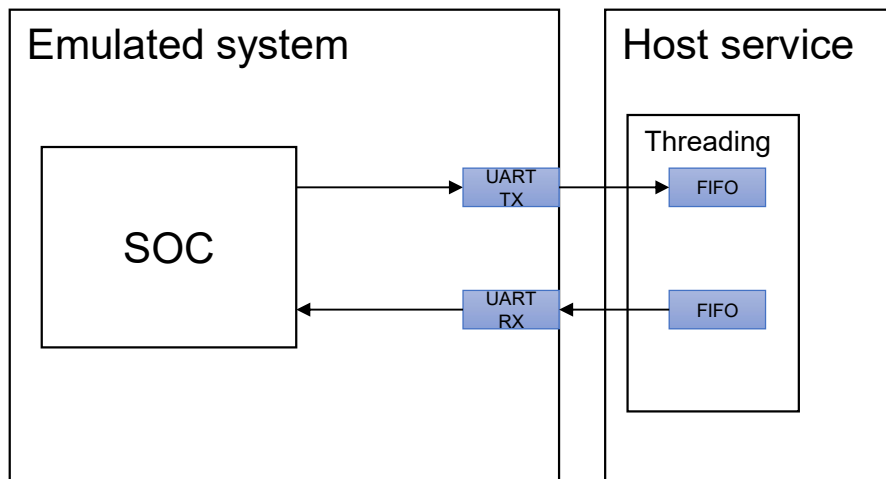 Emulated system
Host service
Threading
UART
TX
FIFO
SOC
UART
RX
FIFO